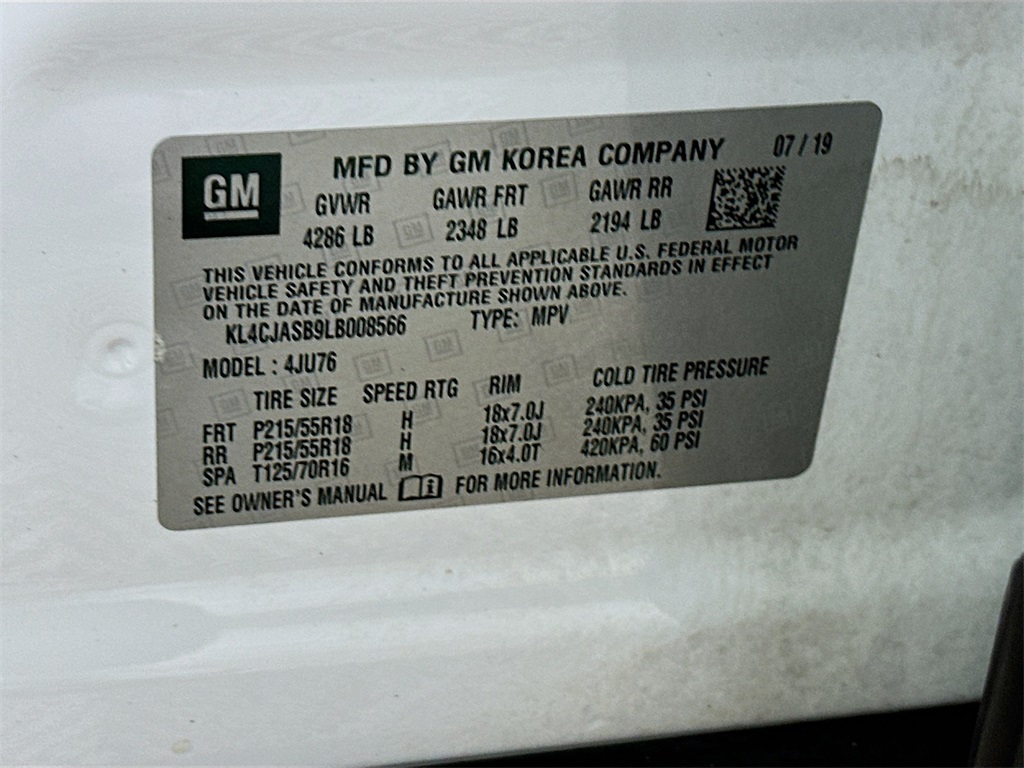 GM
MFD BY GM KOREA COMPANY 07 / 19
GVWR GAWR FRT GAWR RR
4286 LB 2348 LB 2194 LB
THIS VEHICLE CONFORMS TO ALL APPLICABLE U.S. FEDERAL MOTOR
VEHICLE SAFETY AND THEFT PREVENTION STANDARDS IN EFFECT
ON THE DATE OF MANUFACTURE SHOWN ABOVE.
KL4CJASB9LB008566 TYPE: MPV
MODEL : 4JU76
TIRE SIZE SPEED RTG RIM COLD TIRE PRESSURE
FRT P215/55R18 H 18x7.0J 240KPA, 35 PSI
RR P215/55R18 H 18x7.0J 240KPA, 35 PSI
SPA T125/70R16 M 16x4.0T 420KPA, 60 PSI
SEE OWNER'S MANUAL FOR MORE INFORMATION.